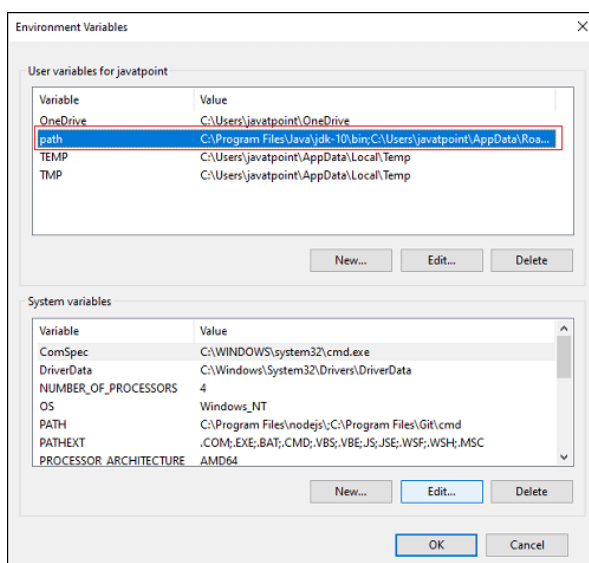 Environment Variables
User variables for javatpoint
Variable Value
OneDrive C:\Users\javatpoint\OneDrive
path C:\Program Files\Java\jdk-10\bin;C:\Users\javatpoint\AppData\Roa...
TEMP C:\Users\javatpoint\AppData\Local\Temp
TMP C:\Users\javatpoint\AppData\Local\Temp
New... Edit... Delete
System variables
Variable Value
ComSpec C:\WINDOWS\system32\cmd.exe
DriverData C:\Windows\System32\Drivers\DriverData
NUMBER_OF_PROCESSORS 4
OS Windows_NT
PATH C:\Program Files\nodejs\;C:\Program Files\Git\cmd
PATHEXT .COM;.EXE;.BAT;.CMD;.VBS;.VBE;.JS;.JSE;.WSF;.WSH;.MSC
PROCESSOR_ARCHITECTURE AMD64
New... Edit... Delete
OK Cancel